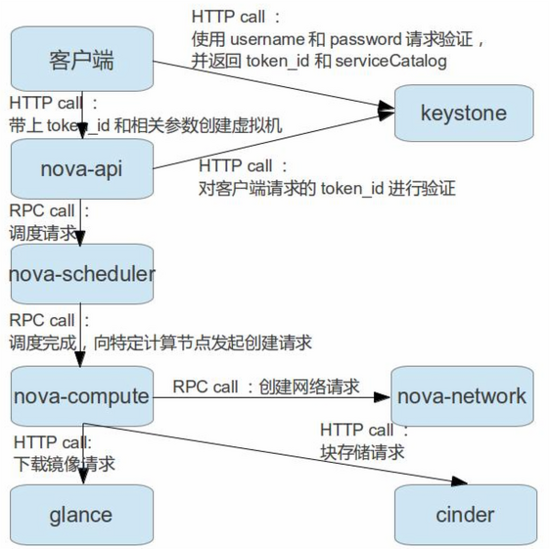 HTTP call ：
使用 username 和 password 请求验证，
并返回 token_id 和 serviceCatalog
客户端
keystone
HTTP call ：
带上 token_id 和相关参数创建虚拟机
nova-api
HTTP call ：
对客户端请求的 token_id 进行验证
RPC call ：
调度请求
nova-scheduler
RPC call ：
调度完成，向特定计算节点发起创建请求
nova-compute
RPC call ：创建网络请求
nova-network
HTTP call:
下载镜像请求
HTTP call ：
块存储请求
glance
cinder